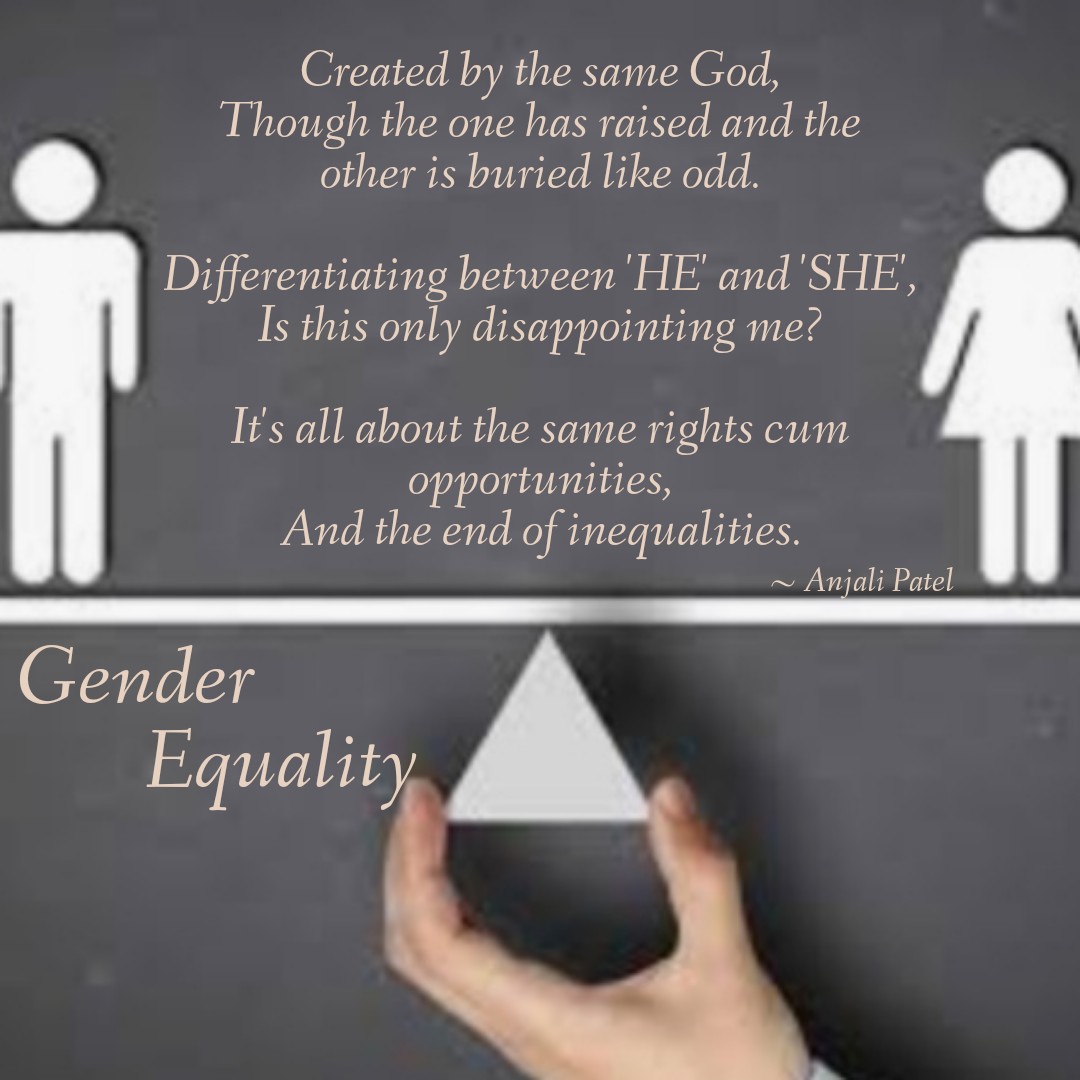 Created by the same God,
Though the one has raised and the
other is buried like odd.
Differentiating between 'HE' and 'SHE',
Is this only disappointing me?
It's all about the same rights cum
opportunities,
And the end of inequalities.
~ Anjali Patel
Gender
Equality